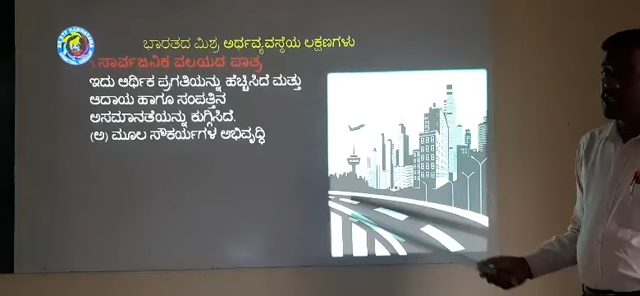 ಭಾರತದ ಮಿಶ್ರ ಅರ್ಥವ್ಯವಸ್ಥೆಯ ಲಕ್ಷಣಗಳು
ಸಾರ್ವಜನಿಕ ವಲಯದ ಪಾತ್ರ
ಇದು ಆರ್ಥಿಕ ಪ್ರಗತಿಯನ್ನು ಹೆಚ್ಚಿಸಿದೆ ಮತ್ತು
ಆದಾಯ ಹಾಗೂ ಸಂಪತ್ತಿನ
ಅಸಮಾನತೆಯನ್ನು ಕುಗ್ಗಿಸಿದೆ.
(ಅ) ಮೂಲ ಸೌಕರ್ಯಗಳ ಅಭಿವೃದ್ಧಿ